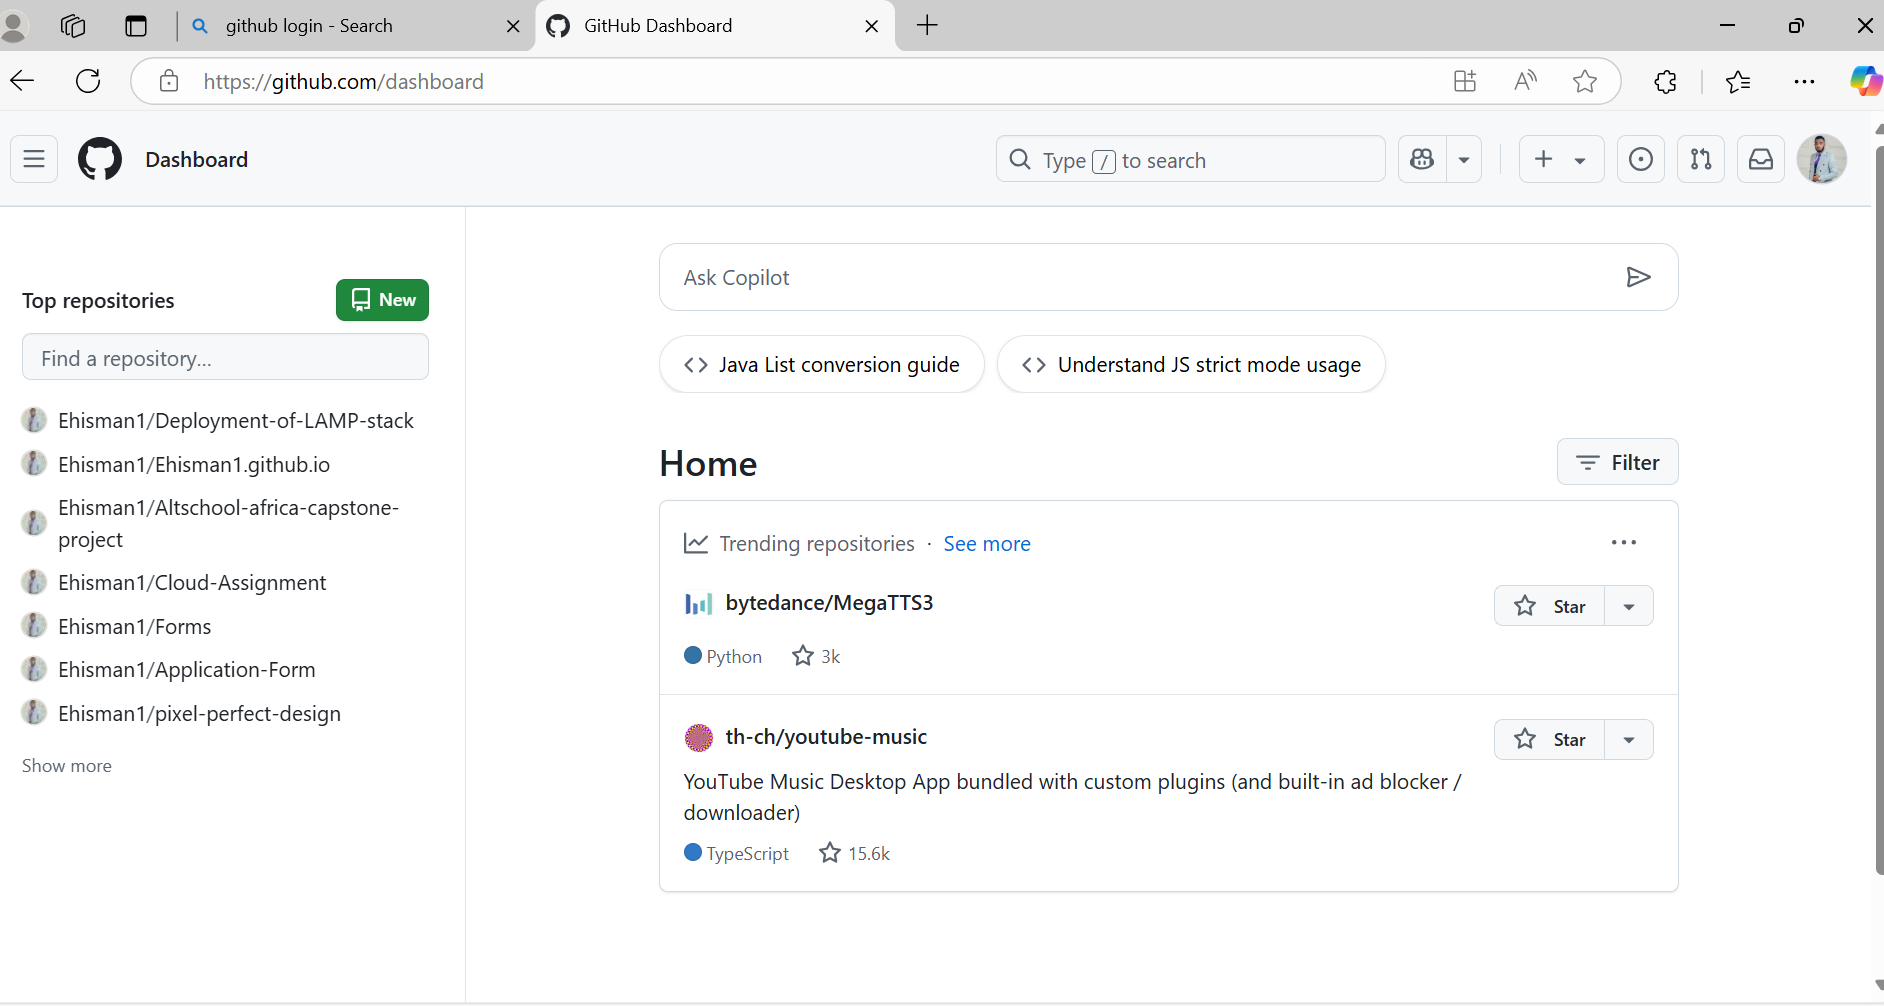 github login - Search
GitHub Dashboard
https://github.com/dashboard
Dashboard
Type / to search
Top repositories
New
Find a repository...
Ehisman1/Deployment-of-LAMP-stack
Ehisman1/Ehisman1.github.io
Ehisman1/Altschool-africa-capstone-
project
Ehisman1/Cloud-Assignment
Ehisman1/Forms
Ehisman1/Application-Form
Ehisman1/pixel-perfect-design
Show more
Ask Copilot
Java List conversion guide
Understand JS strict mode usage
Home
Filter
Trending repositories · See more
bytedance/MegaTTS3
Star
Python 3k
th-ch/youtube-music
Star
YouTube Music Desktop App bundled with custom plugins (and built-in ad blocker /
downloader)
TypeScript 15.6k